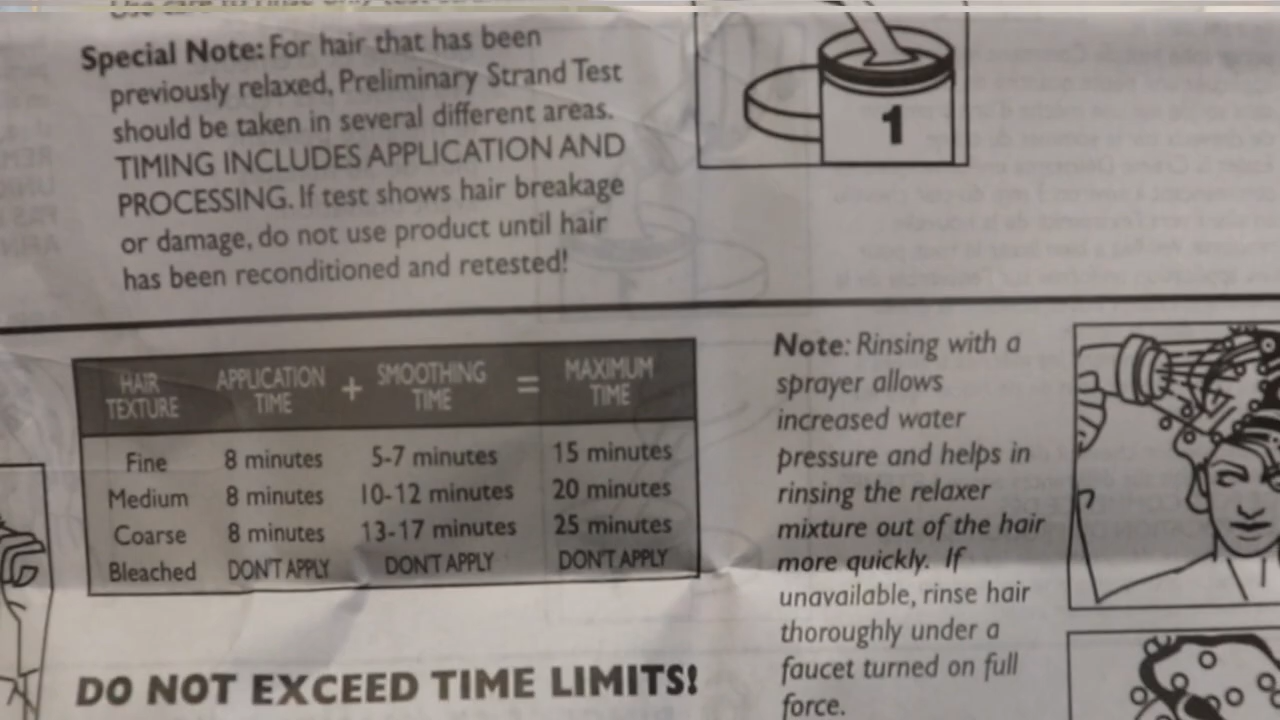 Special Note: For hair that has been
previously relaxed, Preliminary Strand Test
should be taken in several different areas.
TIMING INCLUDES APPLICATION AND
PROCESSING. If test shows hair breakage
or damage, do not use product until hair
has been reconditioned and retested!
1
HAIR TEXTURE APPLICATION TIME + SMOOTHING TIME = MAXIMUM TIME
Fine 8 minutes 5-7 minutes 15 minutes
Medium 8 minutes 10-12 minutes 20 minutes
Coarse 8 minutes 13-17 minutes 25 minutes
Bleached DON'T APPLY DON'T APPLY DON'T APPLY
DO NOT EXCEED TIME LIMITS!
Note: Rinsing with a
sprayer allows
increased water
pressure and helps in
rinsing the relaxer
mixture out of the hair
more quickly. If
unavailable, rinse hair
thoroughly under a
faucet turned on full
force.